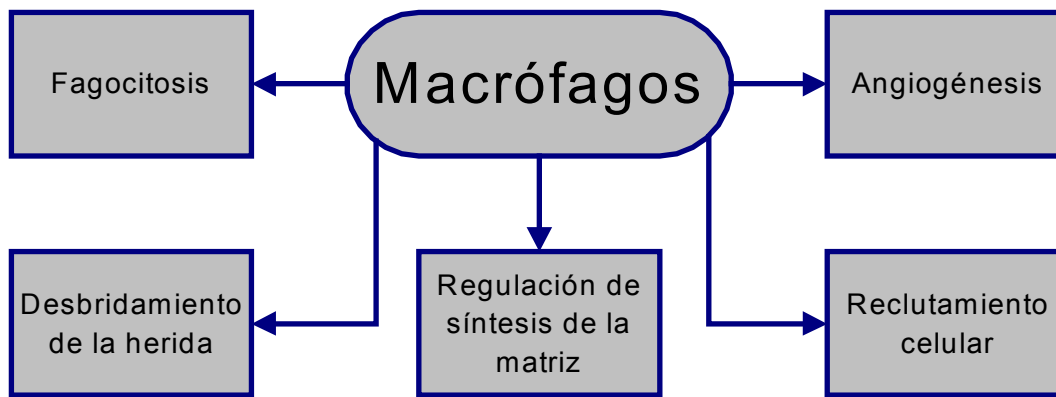 Fagocitosis
Macrófagos
Angiogénesis
Desbridamiento
de la herida
Regulación de
síntesis de la
matriz
Reclutamiento
celular